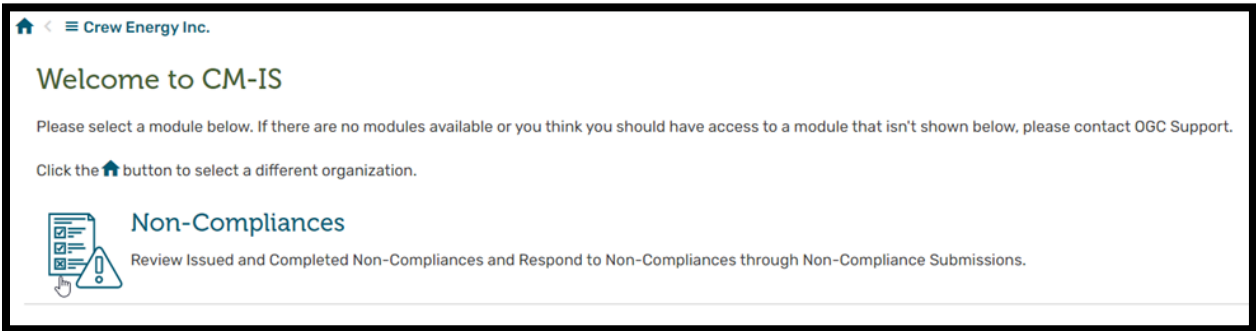 Crew Energy Inc.
Welcome to CM-IS
Please select a module below. If there are no modules available or you think you should have access to a module that isn't shown below, please contact OGC Support.
Click the button to select a different organization.
Non-Compliances
Review Issued and Completed Non-Compliances and Respond to Non-Compliances through Non-Compliance Submissions.